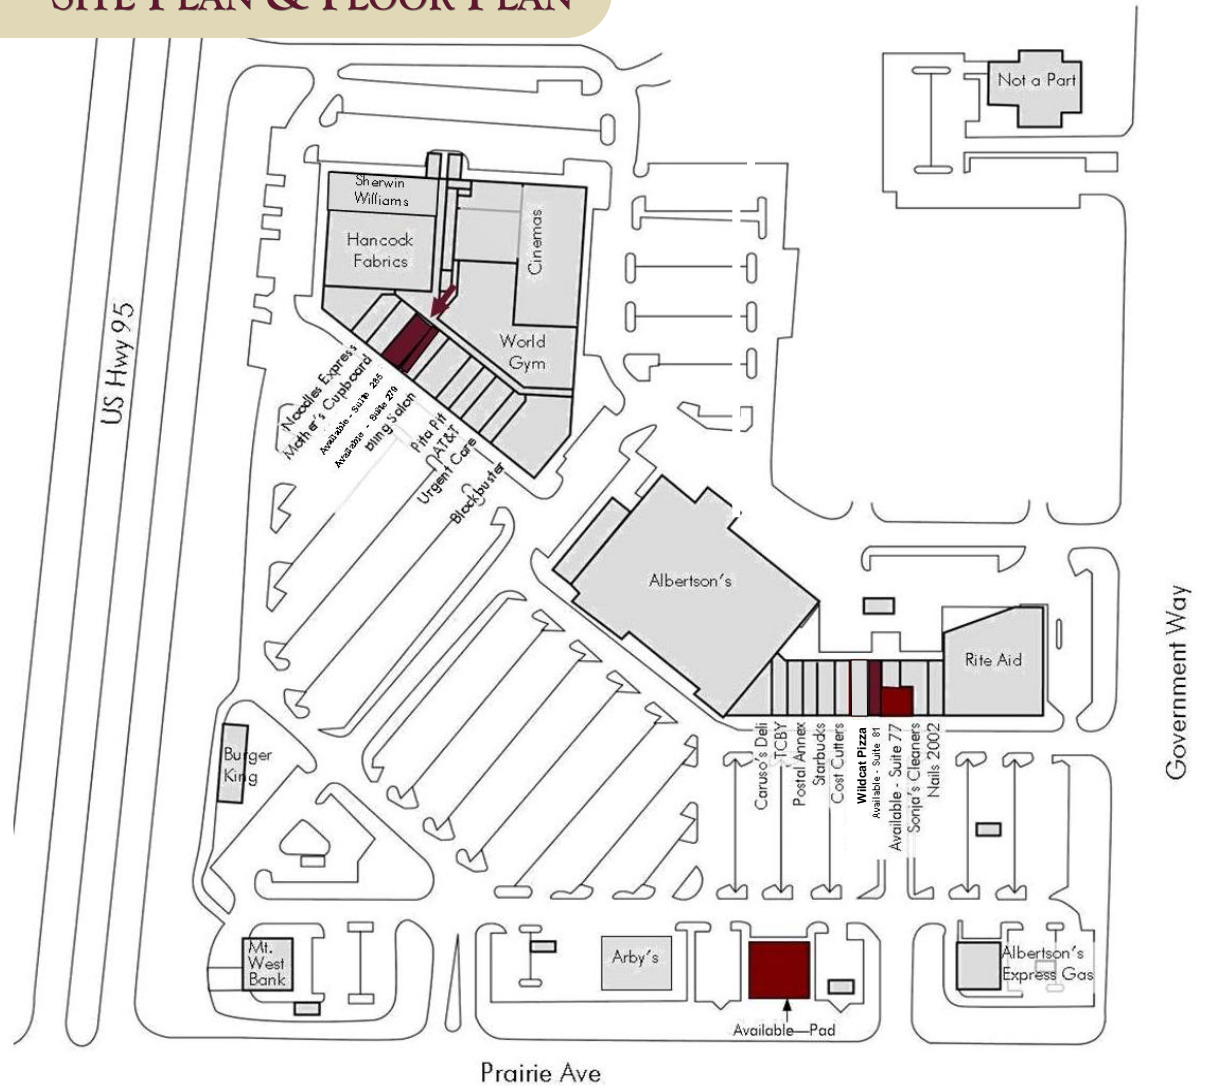 SITE PLAN & FLOOR PLAN
Not a Part
Sherwin
Williams
Hancock
Fabrics
Cinemas
World
Gym
US Hwy 95
Noodles Express
Mother's Cupboard
Available - Suite 285
Available - Suite 279
Bling Salon
Pita Pit
AT&T
Urgent Care
Blockbuster
Albertson's
Rite Aid
Government Way
Caruso's Deli
TCBY
Postal Annex
Starbucks
Cost Cutters
Wildcat Pizza
Available - Suite 81
Available - Suite 77
Sonja's Cleaners
Nails 2002
Burger
King
Mt.
West
Bank
Arby's
Available—Pad
Albertson's
Express Gas
Prairie Ave